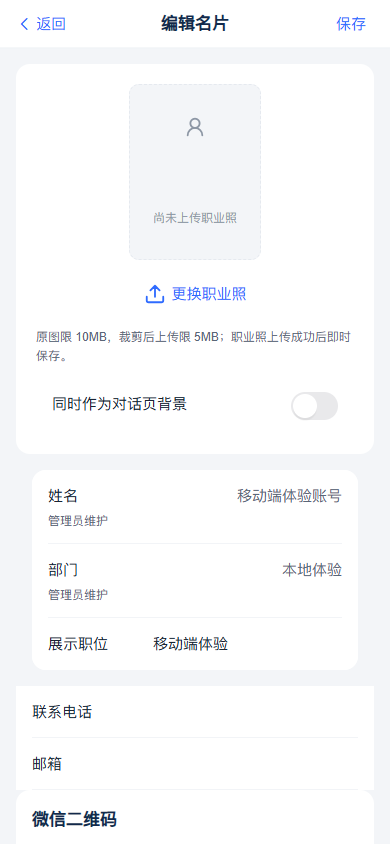 返回
编辑名片
保存
尚未上传职业照
更换职业照
原图限 10MB，裁剪后上传限 5MB；职业照上传成功后即时
保存。
同时作为对话页背景
姓名
移动端体验账号
管理员维护
部门
本地体验
管理员维护
展示职位
移动端体验
联系电话
邮箱
微信二维码